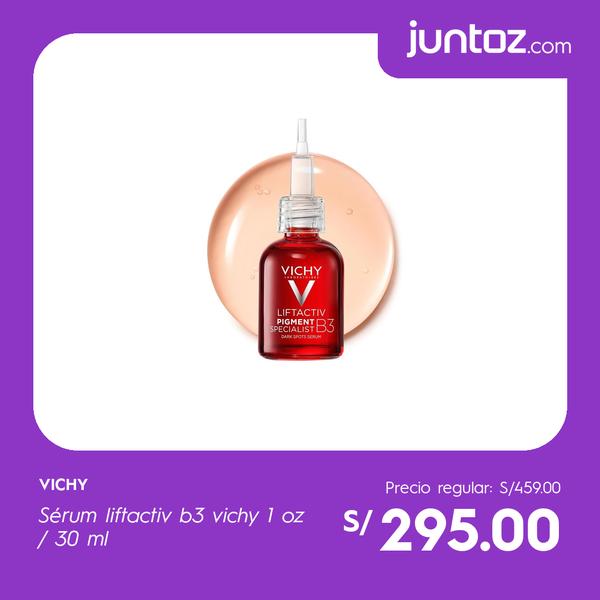 juntoz.com
VICHY
LABORATOIRES
LIFTACTIV
PIGMENT
SPECIALIST B3
DARK SPOTS SERUM
VICHY
Sérum liftactiv b3 vichy 1 oz
/ 30 ml
Precio regular: S/459.00
S/ 295.00